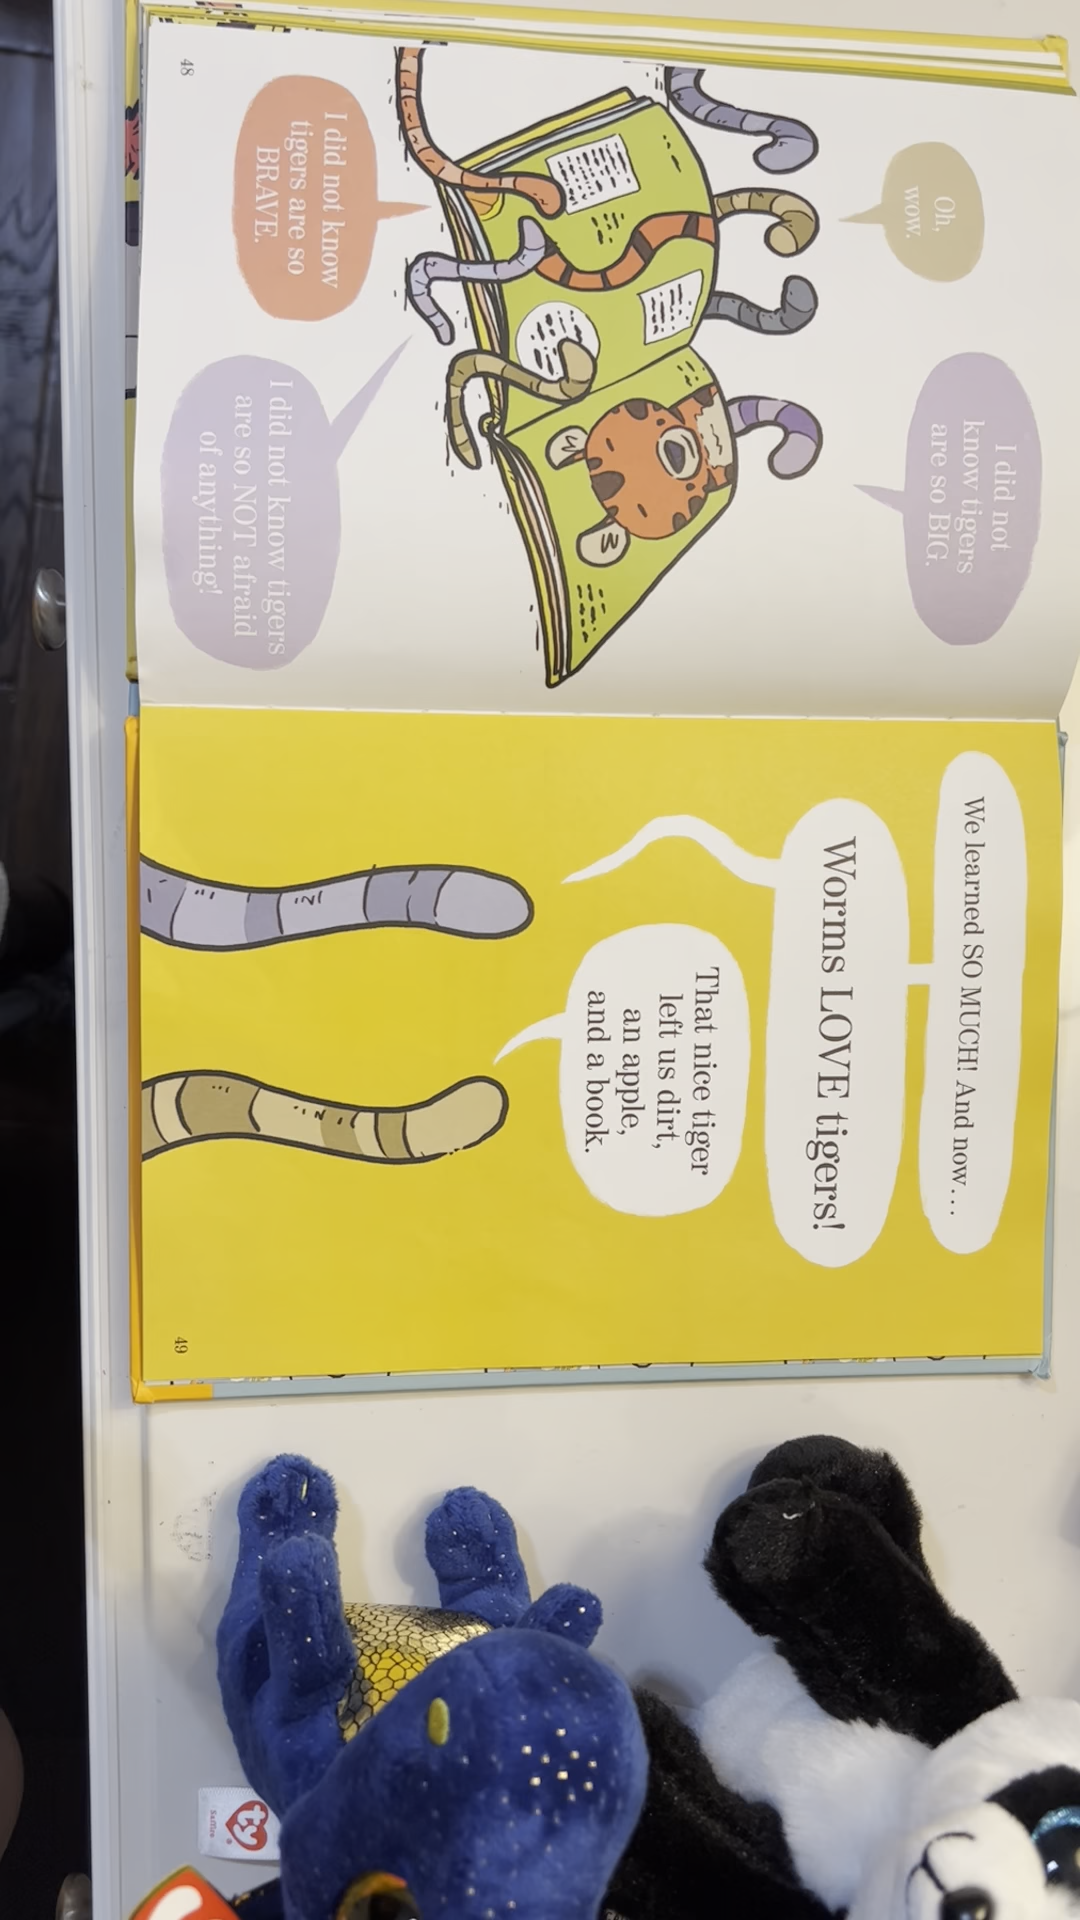 Oh,
wow.
I did not
know tigers
are so BIG.
I did not know
tigers are so
BRAVE.
I did not know tigers
are so NOT afraid
of anything!
48
We learned SO MUCH! And now....
Worms LOVE tigers!
That nice tiger
left us dirt,
an apple,
and a book.
49
ty